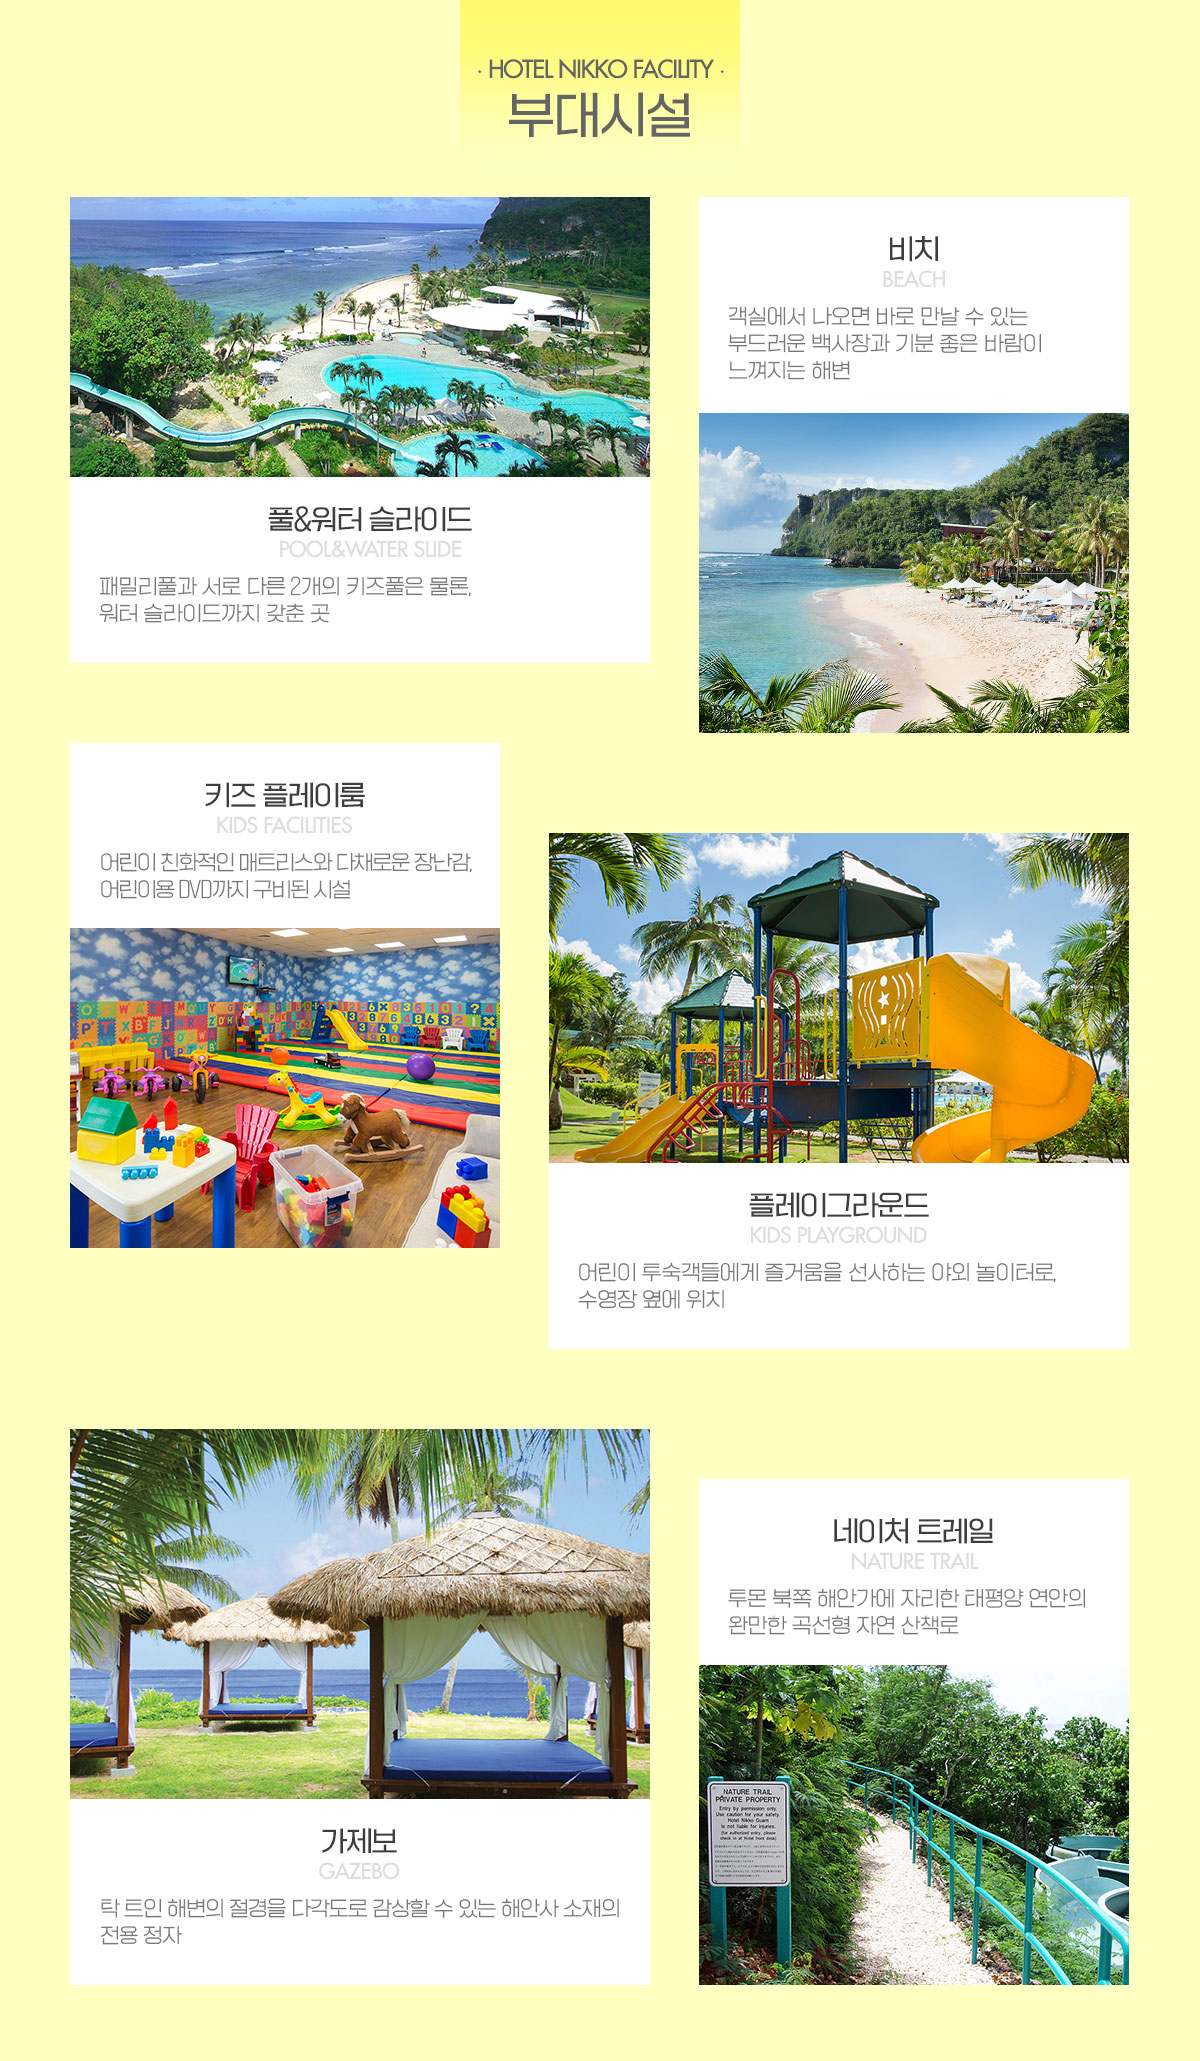 · HOTEL NIKKO FACILITY ·
부대시설
풀&워터 슬라이드
POOL&WATER SLIDE
패밀리풀과 서로 다른 2개의 키즈풀은 물론,
워터 슬라이드까지 갖춘 곳
비치
BEACH
객실에서 나오면 바로 만날 수 있는
부드러운 백사장과 기분 좋은 바람이
느껴지는 해변
키즈 플레이룸
KIDS FACILITIES
어린이 친화적인 매트리스와 다채로운 장난감,
어린이용 DVD까지 구비된 시설
플레이그라운드
KIDS PLAYGROUND
어린이 투숙객들에게 즐거움을 선사하는 야외 놀이터로,
수영장 옆에 위치
가제보
GAZEBO
탁 트인 해변의 절경을 다각도로 감상할 수 있는 해안사 소재의
전용 정자
네이처 트레일
NATURE TRAIL
투몬 북쪽 해안가에 자리한 태평양 연안의
완만한 곡선형 자연 산책로
NATURE TRAIL
PRIVATE PROPERTY
Entry by permission only.
Use caution for your safety.
Hotel Nikko Guam
is not liable for injuries.
(for authorized entry, please
check in at Hotel front desk)